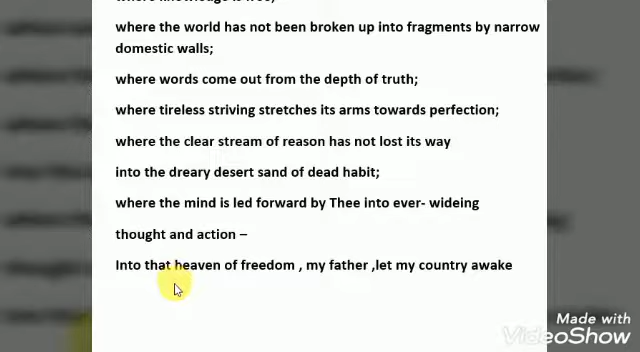 where the world has not been broken up into fragments by narrow
domestic walls;
where words come out from the depth of truth;
where tireless striving stretches its arms towards perfection;
where the clear stream of reason has not lost its way
into the dreary desert sand of dead habit;
where the mind is led forward by Thee into ever- wideing
thought and action –
Into that heaven of freedom , my father ,let my country awake
Made with
VideoShow